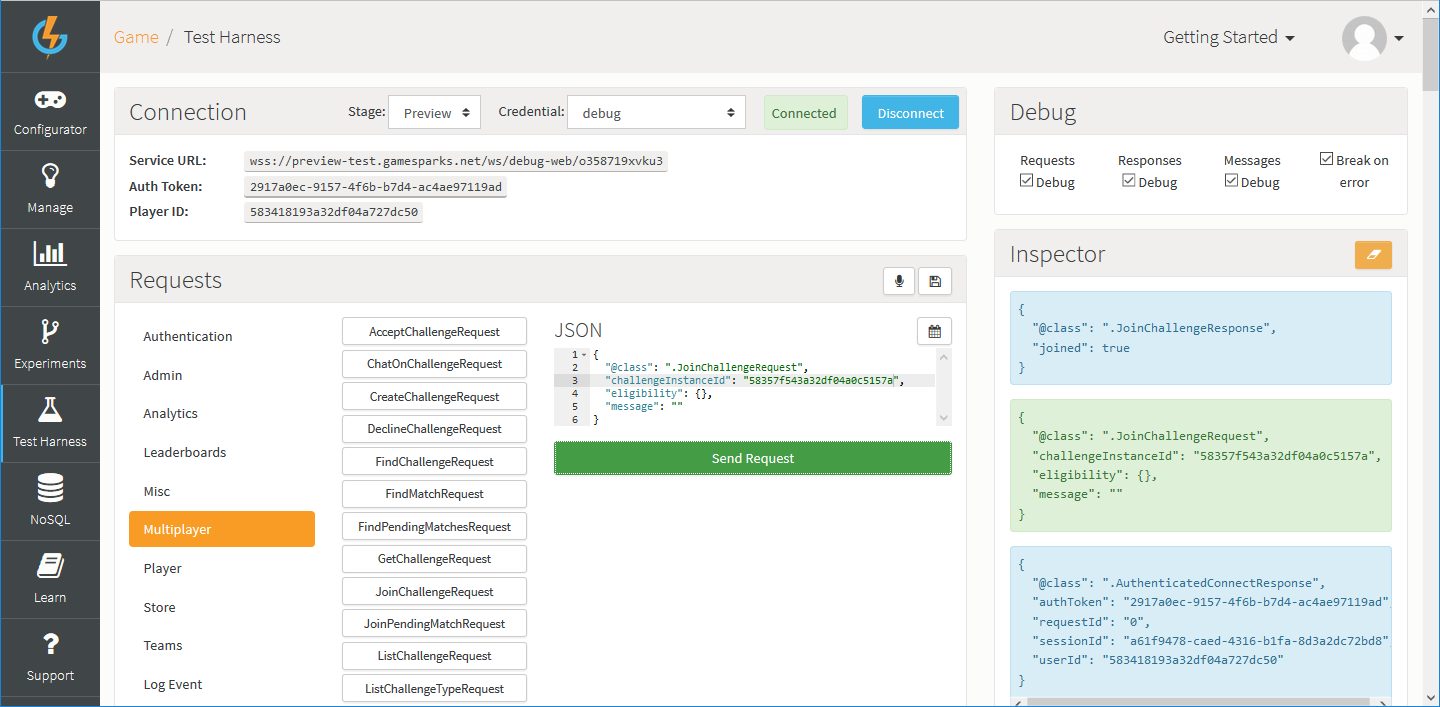 Game / Test Harness
Getting Started
Configurator
Manage
Analytics
Experiments
Test Harness
NoSQL
Learn
Support
Connection
Stage:
Preview
Credential:
debug
Connected
Disconnect
Service URL:
wss://preview-test.gamesparks.net/ws/debug-web/o358719xvku3
Auth Token:
2917a0ec-9157-4f6b-b7d4-ac4ae97119ad
Player ID:
583418193a32df04a727dc50
Requests
Authentication
Admin
Analytics
Leaderboards
Misc
Multiplayer
Player
Store
Teams
Log Event
AcceptChallengeRequest
ChatOnChallengeRequest
CreateChallengeRequest
DeclineChallengeRequest
FindChallengeRequest
FindMatchRequest
FindPendingMatchesRequest
GetChallengeRequest
JoinChallengeRequest
JoinPendingMatchRequest
ListChallengeRequest
ListChallengeTypeRequest
JSON
1 {
2 "@class": ".JoinChallengeRequest",
3 "challengeInstanceId": "58357f543a32df04a0c5157a",
4 "eligibility": {},
5 "message": ""
6 }
Send Request
Debug
Requests
Debug
Responses
Debug
Messages
Debug
Break on
error
Inspector
{
"@class": ".JoinChallengeResponse",
"joined": true
}
{
"@class": ".JoinChallengeRequest",
"challengeInstanceId": "58357f543a32df04a0c5157a",
"eligibility": {},
"message": ""
}
{
"@class": ".AuthenticatedConnectResponse",
"authToken": "2917a0ec-9157-4f6b-b7d4-ac4ae97119ad",
"requestId": "0",
"sessionId": "a61f9478-caed-4316-b1fa-8d3a2dc72bd8",
"userId": "583418193a32df04a727dc50"
}